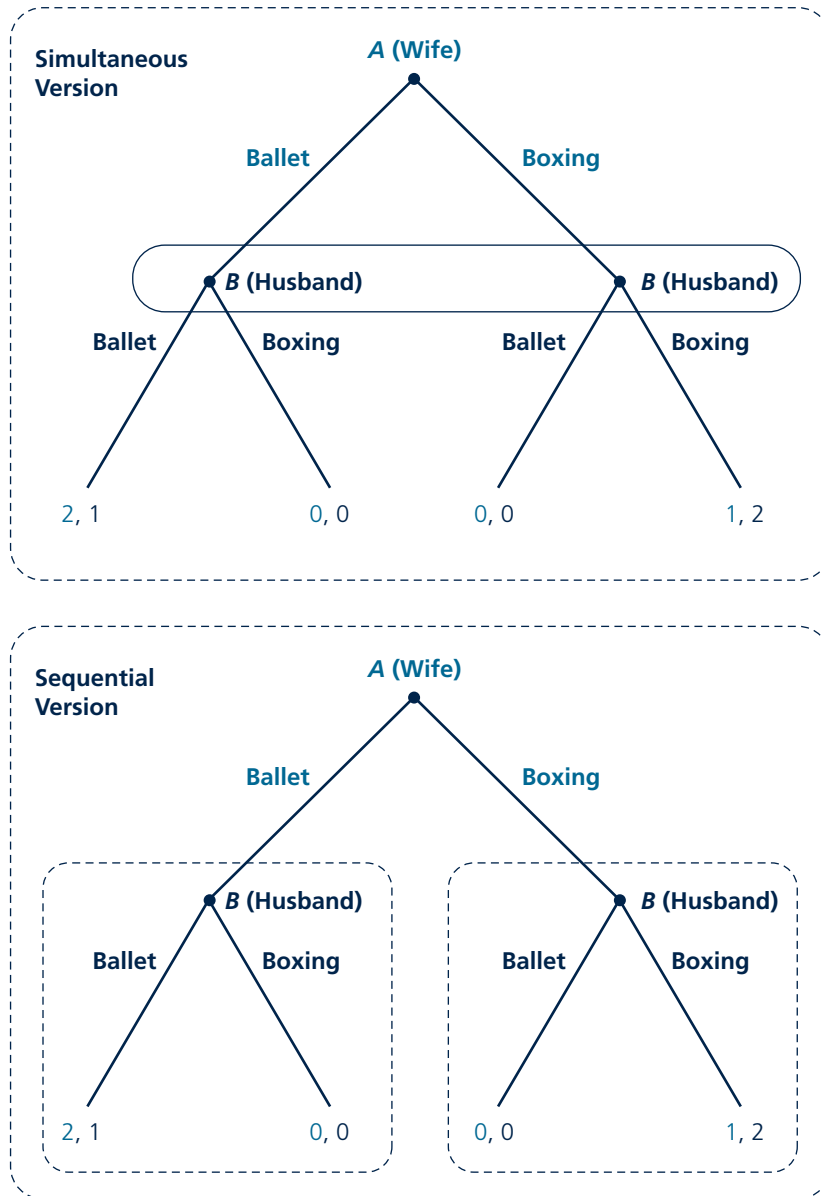 Simultaneous
Version
A (Wife)
Ballet
Boxing
B (Husband)
B (Husband)
Ballet
Boxing
Ballet
Boxing
2, 1
0, 0
0, 0
1, 2
Sequential
Version
A (Wife)
Ballet
Boxing
B (Husband)
B (Husband)
Ballet
Boxing
Ballet
Boxing
2, 1
0, 0
0, 0
1, 2